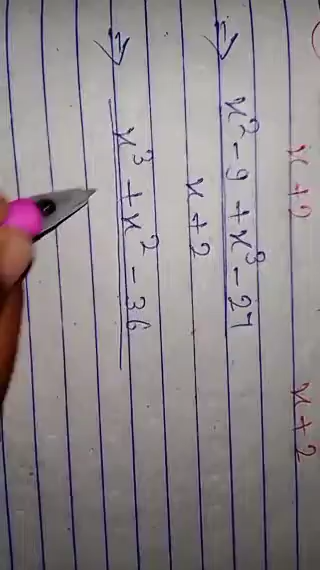 x+2 x+2
⇒ x² - 9 + x³ - 27
x+2
⇒ x³ + x² - 36